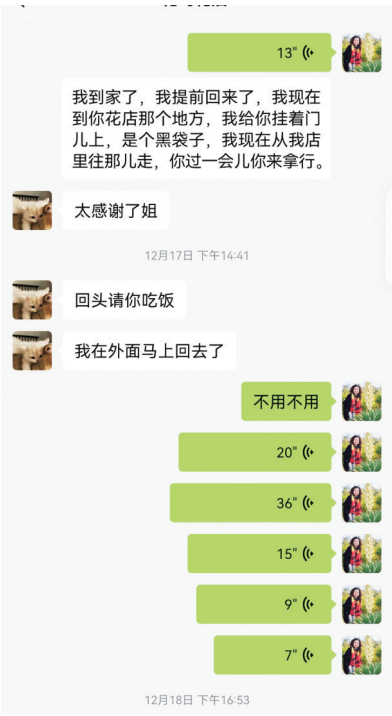 13"
我到家了，我提前回来了，我现在
到你花店那个地方，我给你挂着门
儿上，是个黑袋子，我现在从我店
里往那儿走，你过一会儿你来拿行。
太感谢了姐
12月17日 下午14:41
回头请你吃饭
我在外面马上回去了
不用不用
20"
36"
15"
9"
7"
12月18日 下午16:53